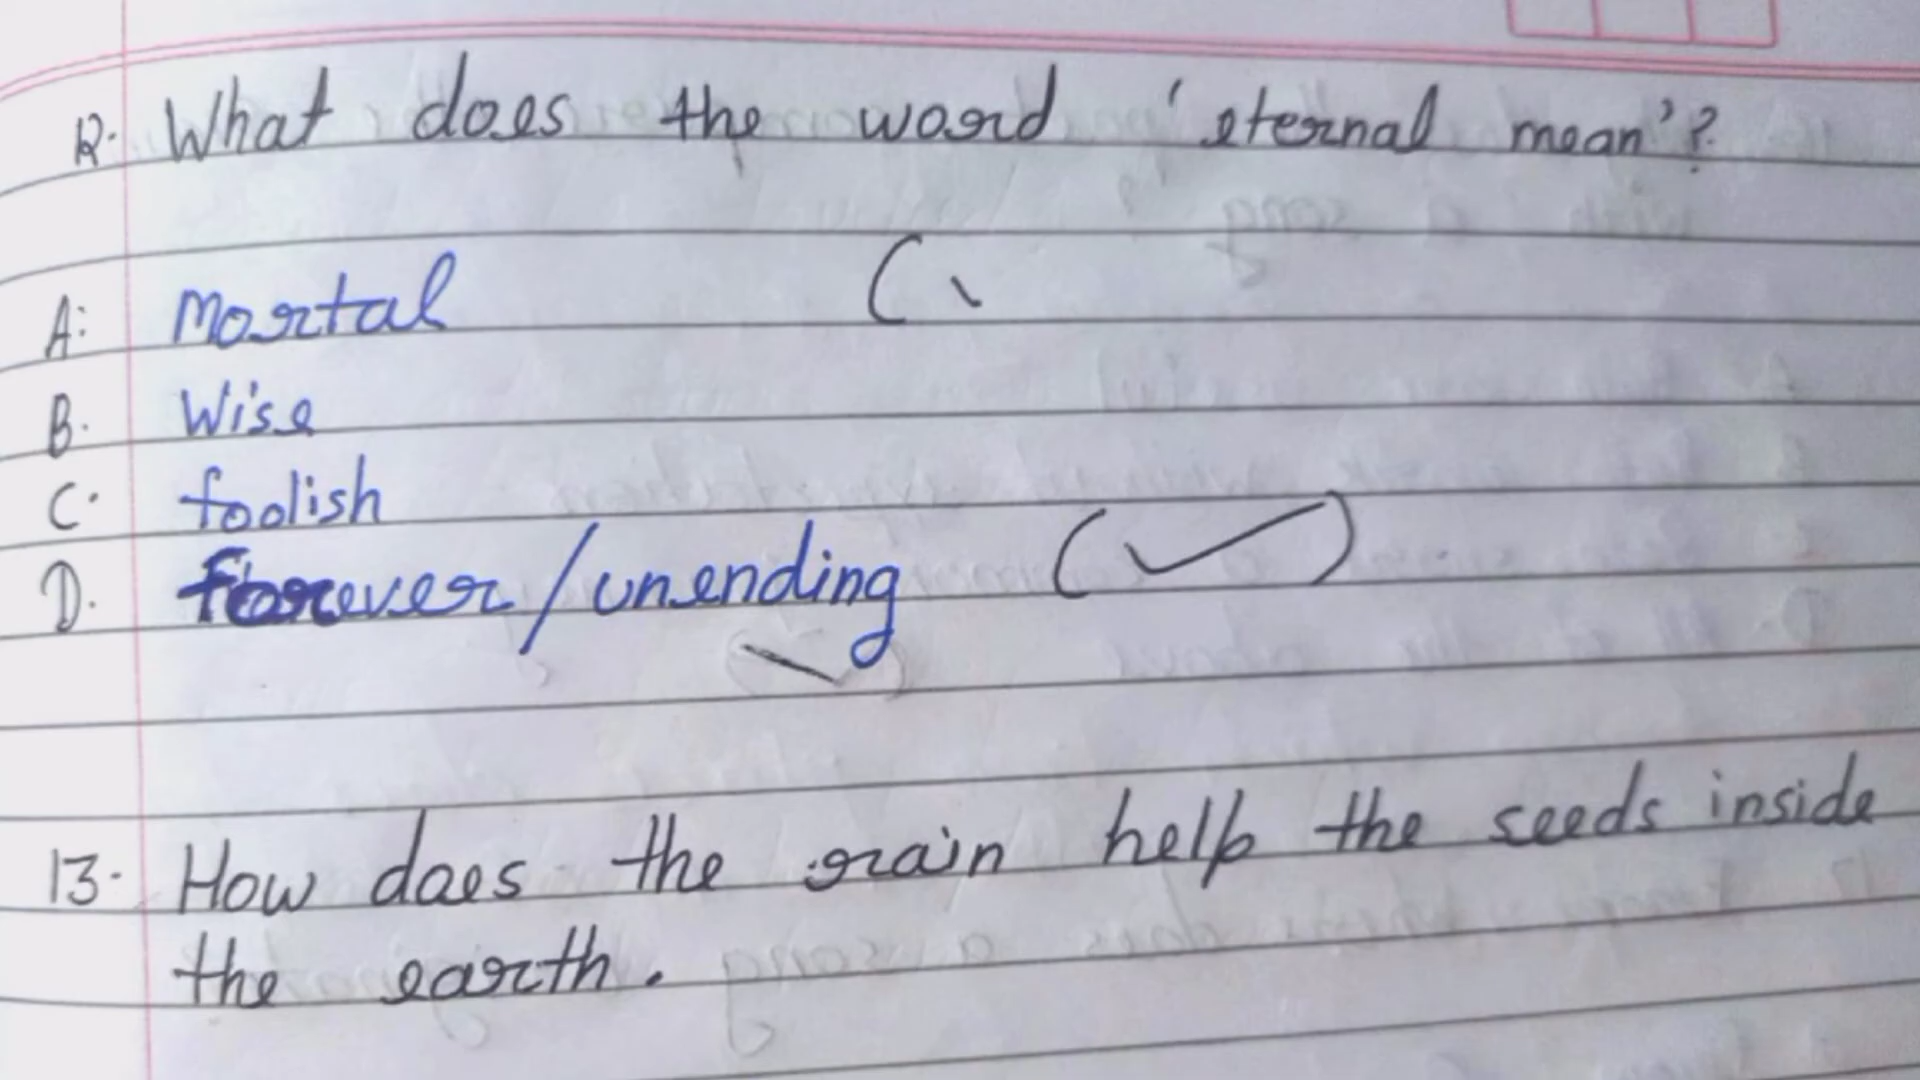 12. What does the word 'eternal mean'?
A: Mortal
B. Wise
C. foolish
D. forever/unending (✓)
13. How does the rain help the seeds inside
the earth.